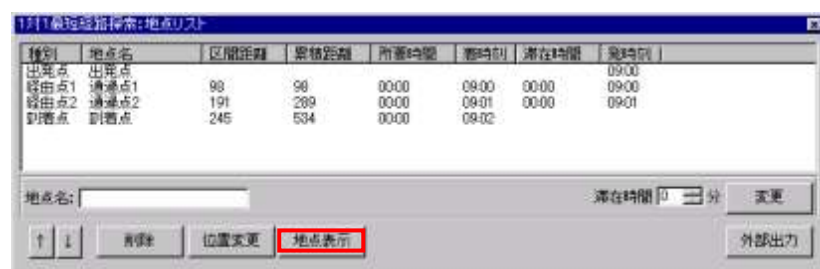 1対1最短経路探索:地点リスト
種別 地点名 区間距離 累積距離 所要時間 着時刻 滞在時間 発時刻
出発点 出発点 09:00
経由点1 通過点1 98 98 00:00 09:00 00:00 09:00
経由点2 通過点2 191 289 00:00 09:01 00:00 09:01
到着点 到着点 245 534 00:00 09:02
地点名: 滞在時間 0 分 変更
↑ ↓ 削除 位置変更 地点表示 外部出力